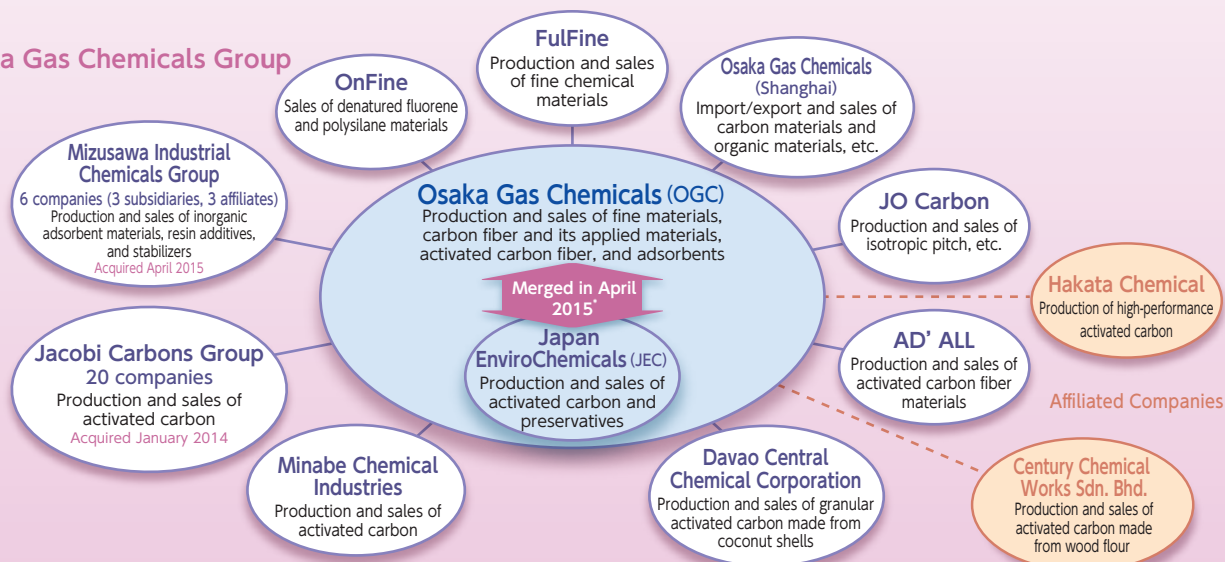 a Gas Chemicals Group
FulFine
Production and sales
of fine chemical
materials
OnFine
Sales of denatured fluorene
and polysilane materials
Osaka Gas Chemicals
(Shanghai)
Import/export and sales of
carbon materials and
organic materials, etc.
Mizusawa Industrial
Chemicals Group
6 companies (3 subsidiaries, 3 affiliates)
Production and sales of inorganic
adsorbent materials, resin additives,
and stabilizers
Acquired April 2015
Osaka Gas Chemicals (OGC)
Production and sales of fine materials,
carbon fiber and its applied materials,
activated carbon fiber, and adsorbents
JO Carbon
Production and sales of
isotropic pitch, etc.
Merged in April
2015*
Hakata Chemical
Production of high-performance
activated carbon
Jacobi Carbons Group
20 companies
Production and sales of
activated carbon
Acquired January 2014
Japan
EnviroChemicals (JEC)
Production and sales of
activated carbon and
preservatives
AD' ALL
Production and sales of
activated carbon fiber
materials
Affiliated Companies
Minabe Chemical
Industries
Production and sales of
activated carbon
Davao Central
Chemical Corporation
Production and sales of granular
activated carbon made from
coconut shells
Century Chemical
Works Sdn. Bhd.
Production and sales of
activated carbon made
from wood flour